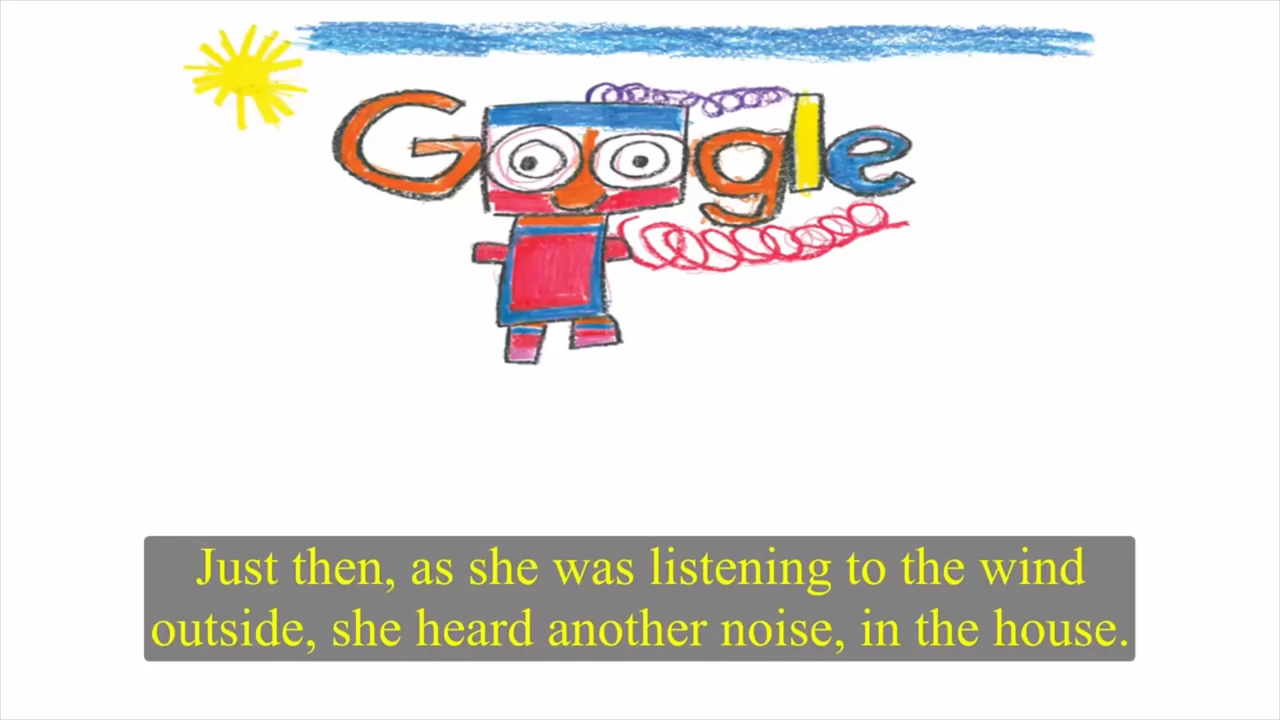 Google
Just then, as she was listening to the wind
outside, she heard another noise, in the house.